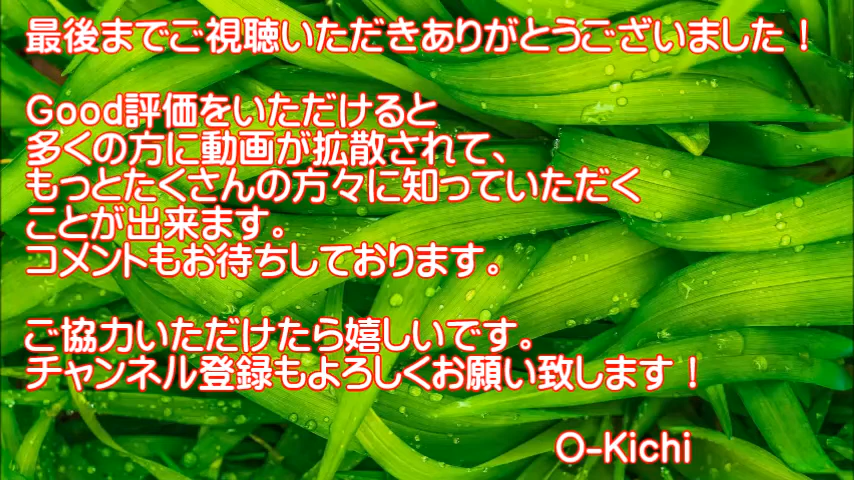 最後までご視聴いただきありがとうございました！
Good評価をいただけると
多くの方に動画が拡散されて、
もっとたくさんの方々に知っていただく
ことが出来ます。
コメントもお待ちしております。
ご協力いただけたら嬉しいです。
チャンネル登録もよろしくお願い致します！
O-Kichi